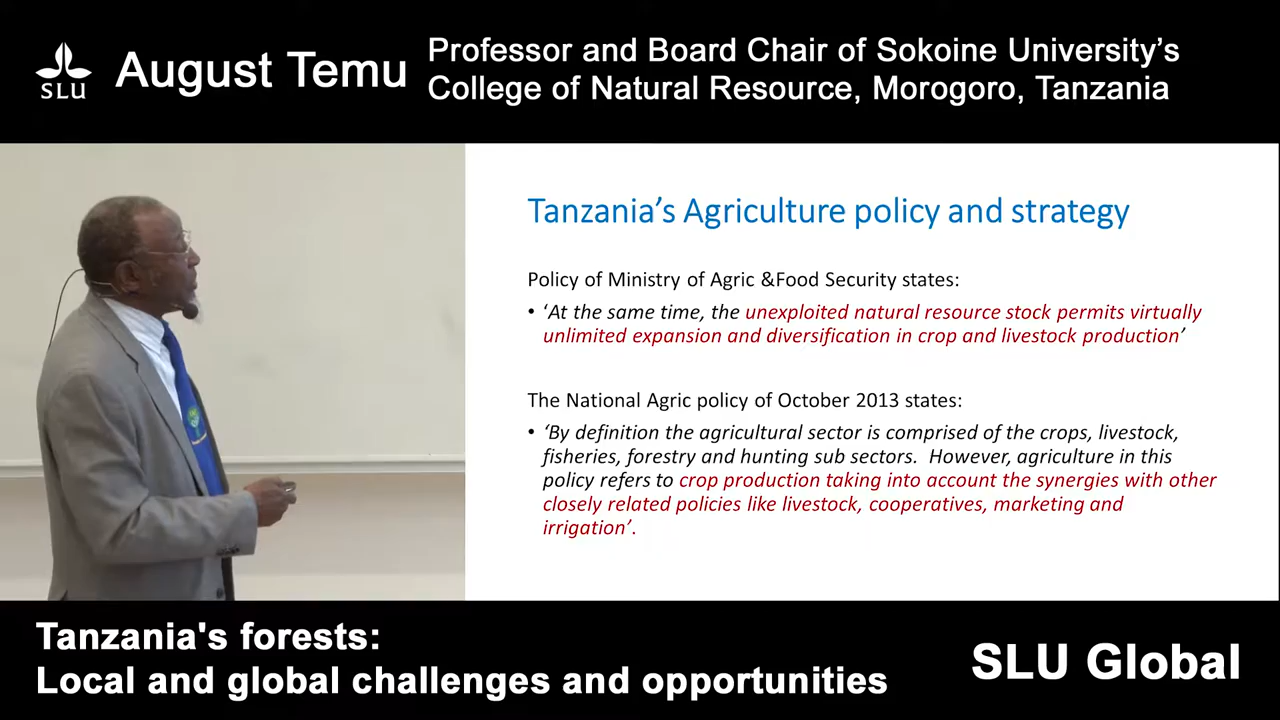 SLU
August Temu
Professor and Board Chair of Sokoine University's
College of Natural Resource, Morogoro, Tanzania
Tanzania's Agriculture policy and strategy
Policy of Ministry of Agric &Food Security states:
• 'At the same time, the unexploited natural resource stock permits virtually
unlimited expansion and diversification in crop and livestock production'
The National Agric policy of October 2013 states:
• 'By definition the agricultural sector is comprised of the crops, livestock,
fisheries, forestry and hunting sub sectors. However, agriculture in this
policy refers to crop production taking into account the synergies with other
closely related policies like livestock, cooperatives, marketing and
irrigation'.
Tanzania's forests:
Local and global challenges and opportunities
SLU Global